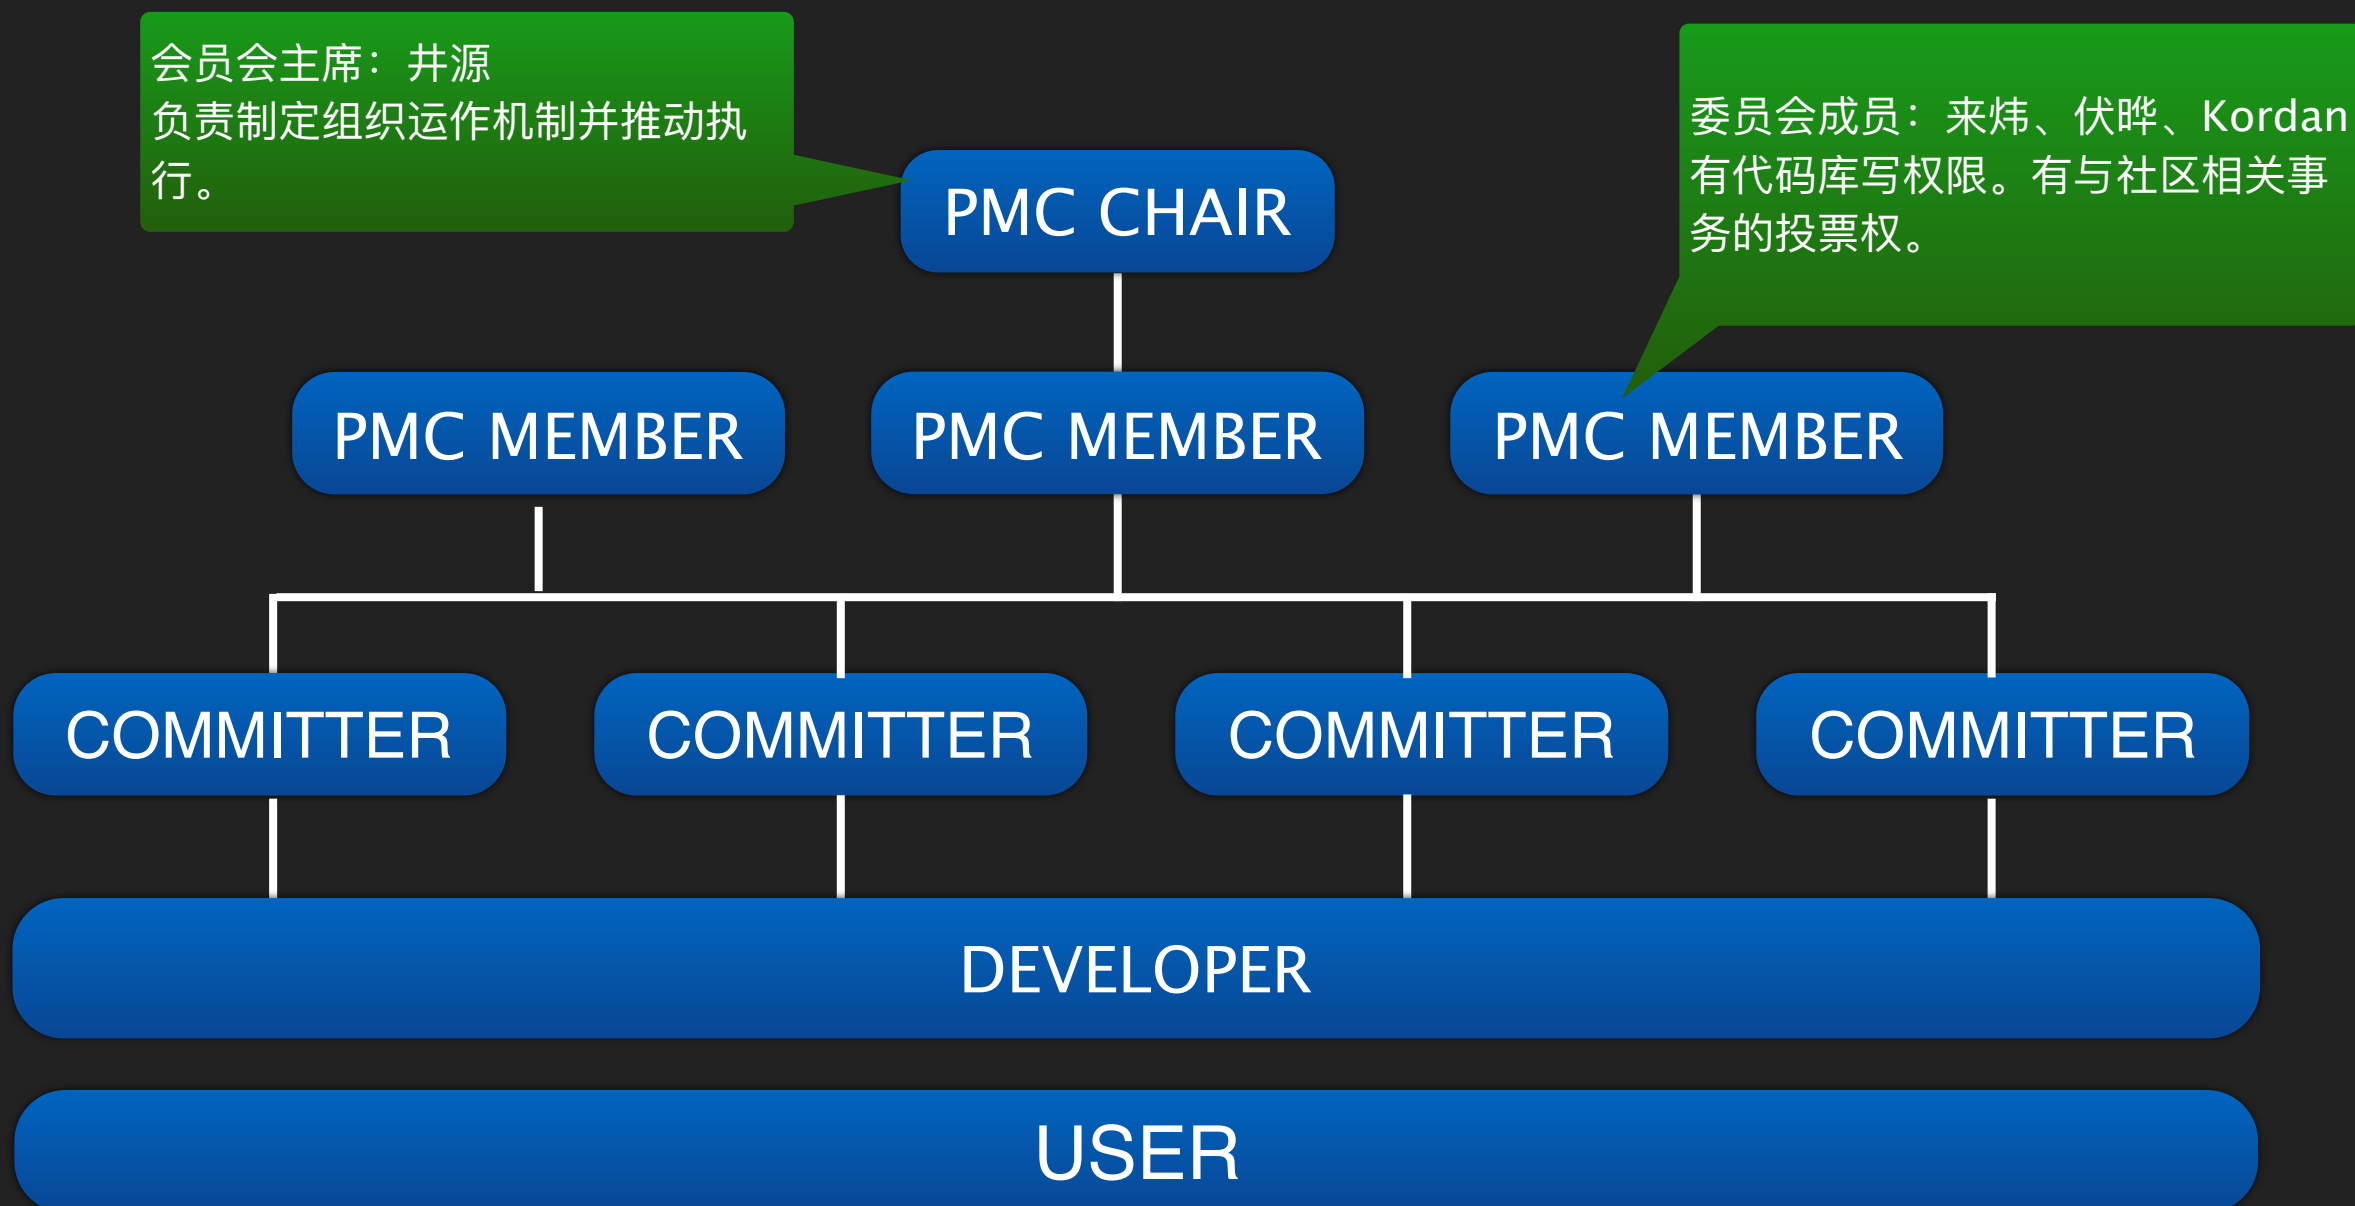 会员会主席：井源
负责制定组织运作机制并推动执
行。
委员会成员：来炜、伏晔、Kordan
有代码库写权限。有与社区相关事
务的投票权。
PMC CHAIR
PMC MEMBER
PMC MEMBER
PMC MEMBER
COMMITTER
COMMITTER
COMMITTER
COMMITTER
DEVELOPER
USER